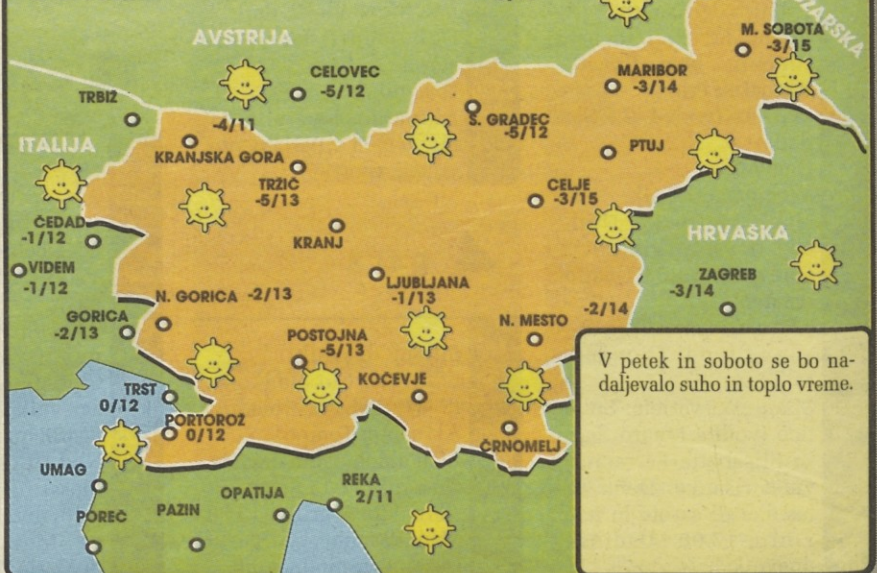 AVSTRIJA
M. SOBOTA
-3/15
CELOVEC
-5/12
MARIBOR
-3/14
TRBIŽ
-4/11
S. GRADEC
-5/12
ITALIJA
KRANJSKA GORA
PTUJ
TRŽIČ
-5/13
CELJE
-3/15
ČEDAD
-1/12
KRANJ
HRVAŠKA
VIDEM
-1/12
LJUBLJANA
-1/13
ZAGREB
-3/14
N. GORICA -2/13
GORICA
-2/13
N. MESTO
-2/14
POSTOJNA
-5/13
KOČEVJE
TRST
0/12
PORTOROŽ
0/12
ČRNOMELJ
V petek in soboto se bo na-
daljevalo suho in toplo vreme.
UMAG
REKA
2/11
OPATIJA
PAZIN
POREČ